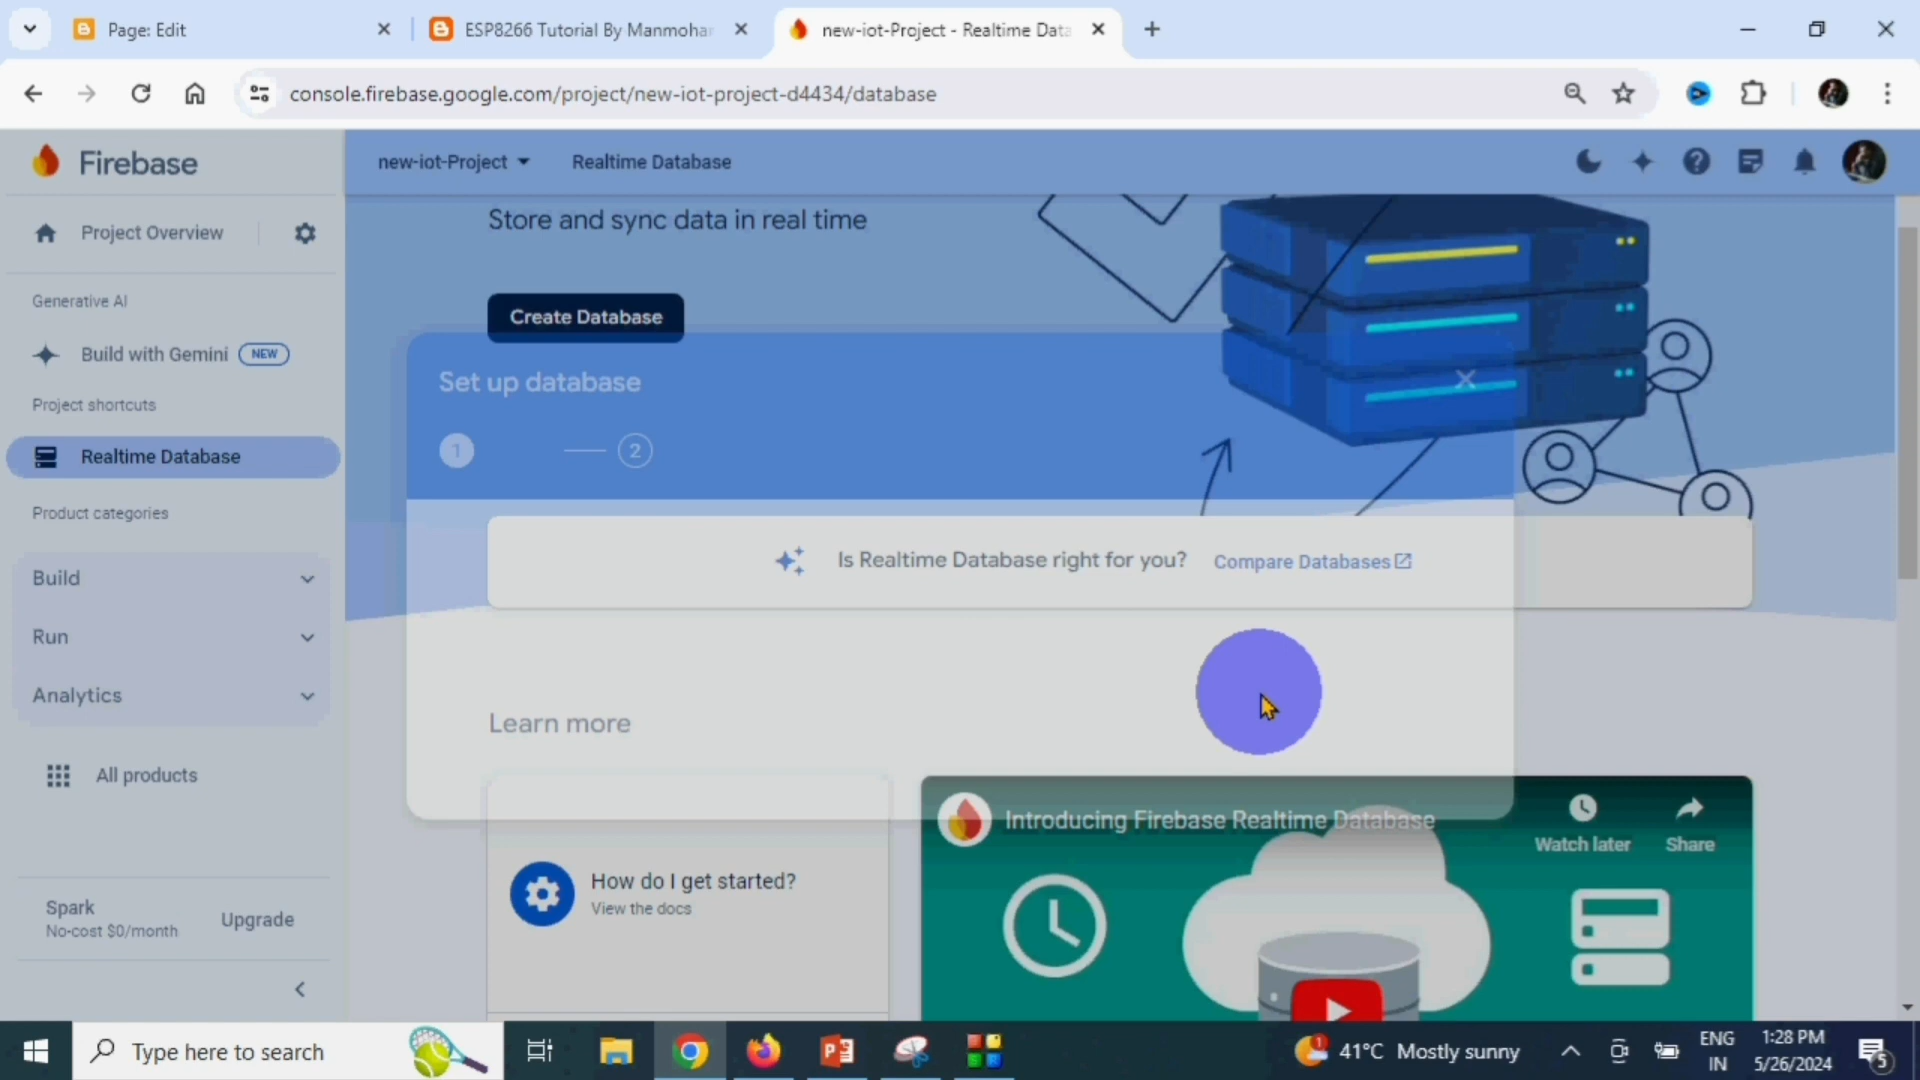 Page: Edit
ESP8266 Tutorial By Manmohan
new-iot-Project - Realtime Data
console.firebase.google.com/project/new-iot-project-d4434/database
Firebase
new-iot-Project
Realtime Database
Project Overview
Generative AI
Build with Gemini
NEW
Project shortcuts
Realtime Database
Product categories
Build
Run
Analytics
All products
Spark
No-cost $0/month
Upgrade
Store and sync data in real time
Create Database
Set up database
1
2
Is Realtime Database right for you?
Compare Databases
Learn more
How do I get started?
View the docs
Introducing Firebase Realtime Database
Watch later
Share
Type here to search
1
41°C Mostly sunny
ENG
IN
1:28 PM
5/26/2024
5